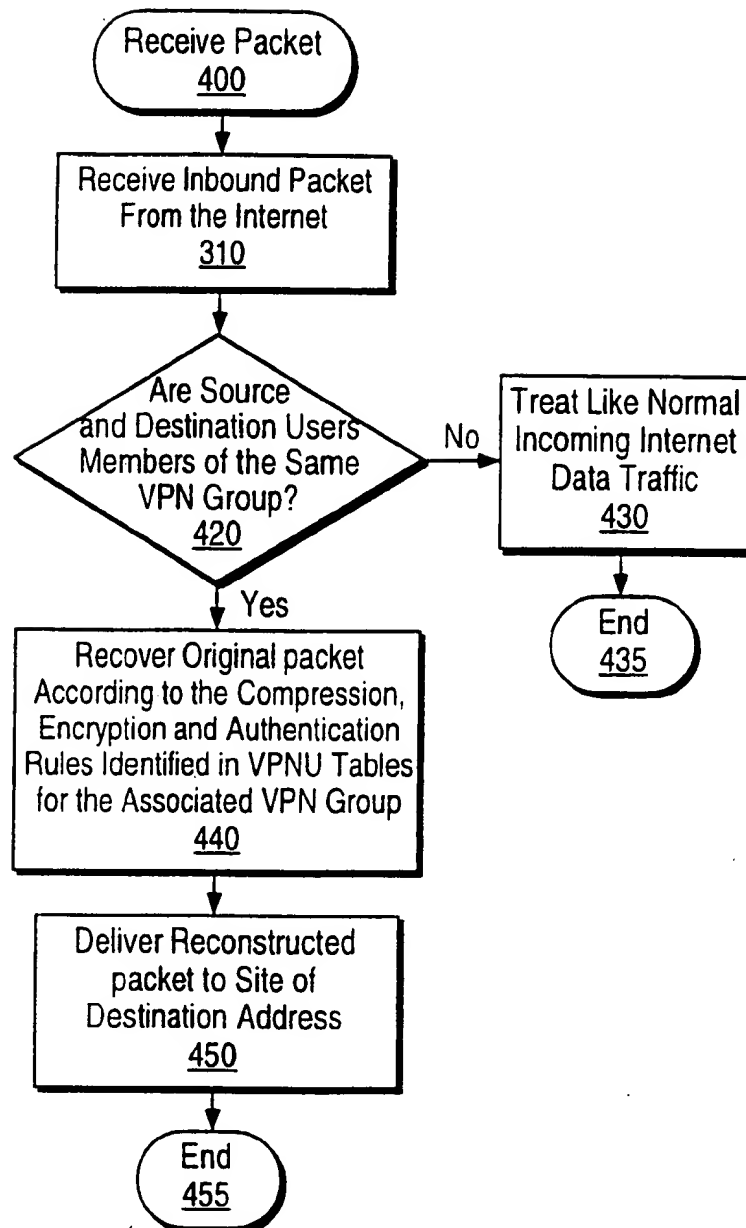 Receive Packet
400
Receive Inbound Packet
From the Internet
310
Are Source
and Destination Users
Members of the Same
VPN Group?
420
No
Treat Like Normal
Incoming Internet
Data Traffic
430
End
435
Yes
Recover Original packet
According to the Compression,
Encryption and Authentication
Rules Identified in VPNU Tables
for the Associated VPN Group
440
Deliver Reconstructed
packet to Site of
Destination Address
450
End
455